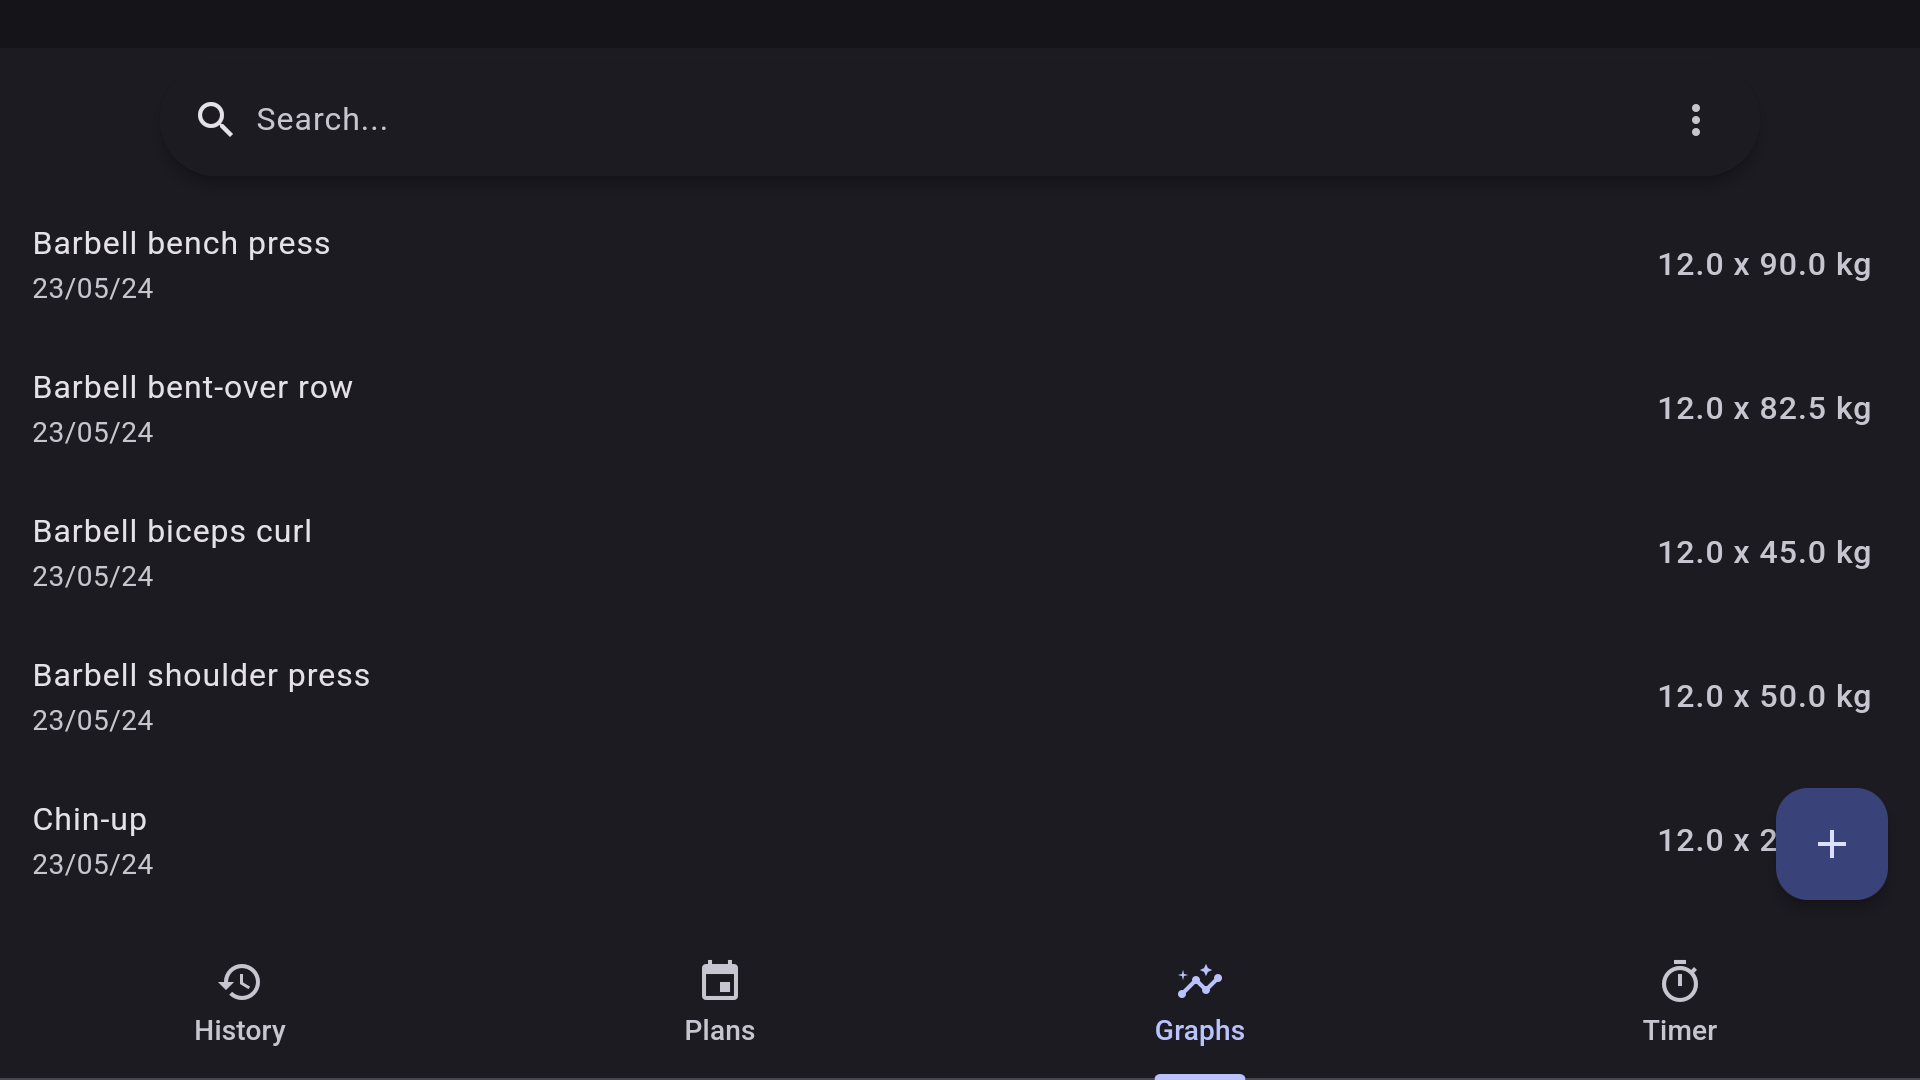 Search...
Barbell bench press
23/05/24
12.0 x 90.0 kg
Barbell bent-over row
23/05/24
12.0 x 82.5 kg
Barbell biceps curl
23/05/24
12.0 x 45.0 kg
Barbell shoulder press
23/05/24
12.0 x 50.0 kg
Chin-up
23/05/24
12.0 x 2
History
Plans
Graphs
Timer